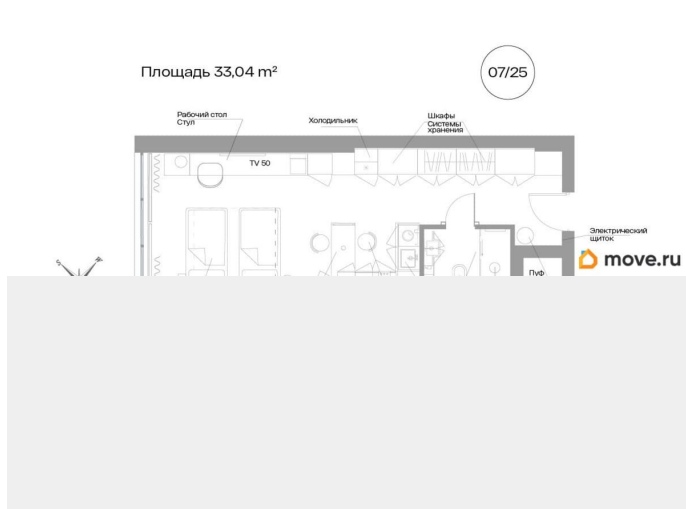 Площадь 33,04 m²
07/25
Рабочий стол
Стул
Холодильник
Шкафы
Системы
хранения
TV 50
Электрический
щиток
move.ru
Пуф